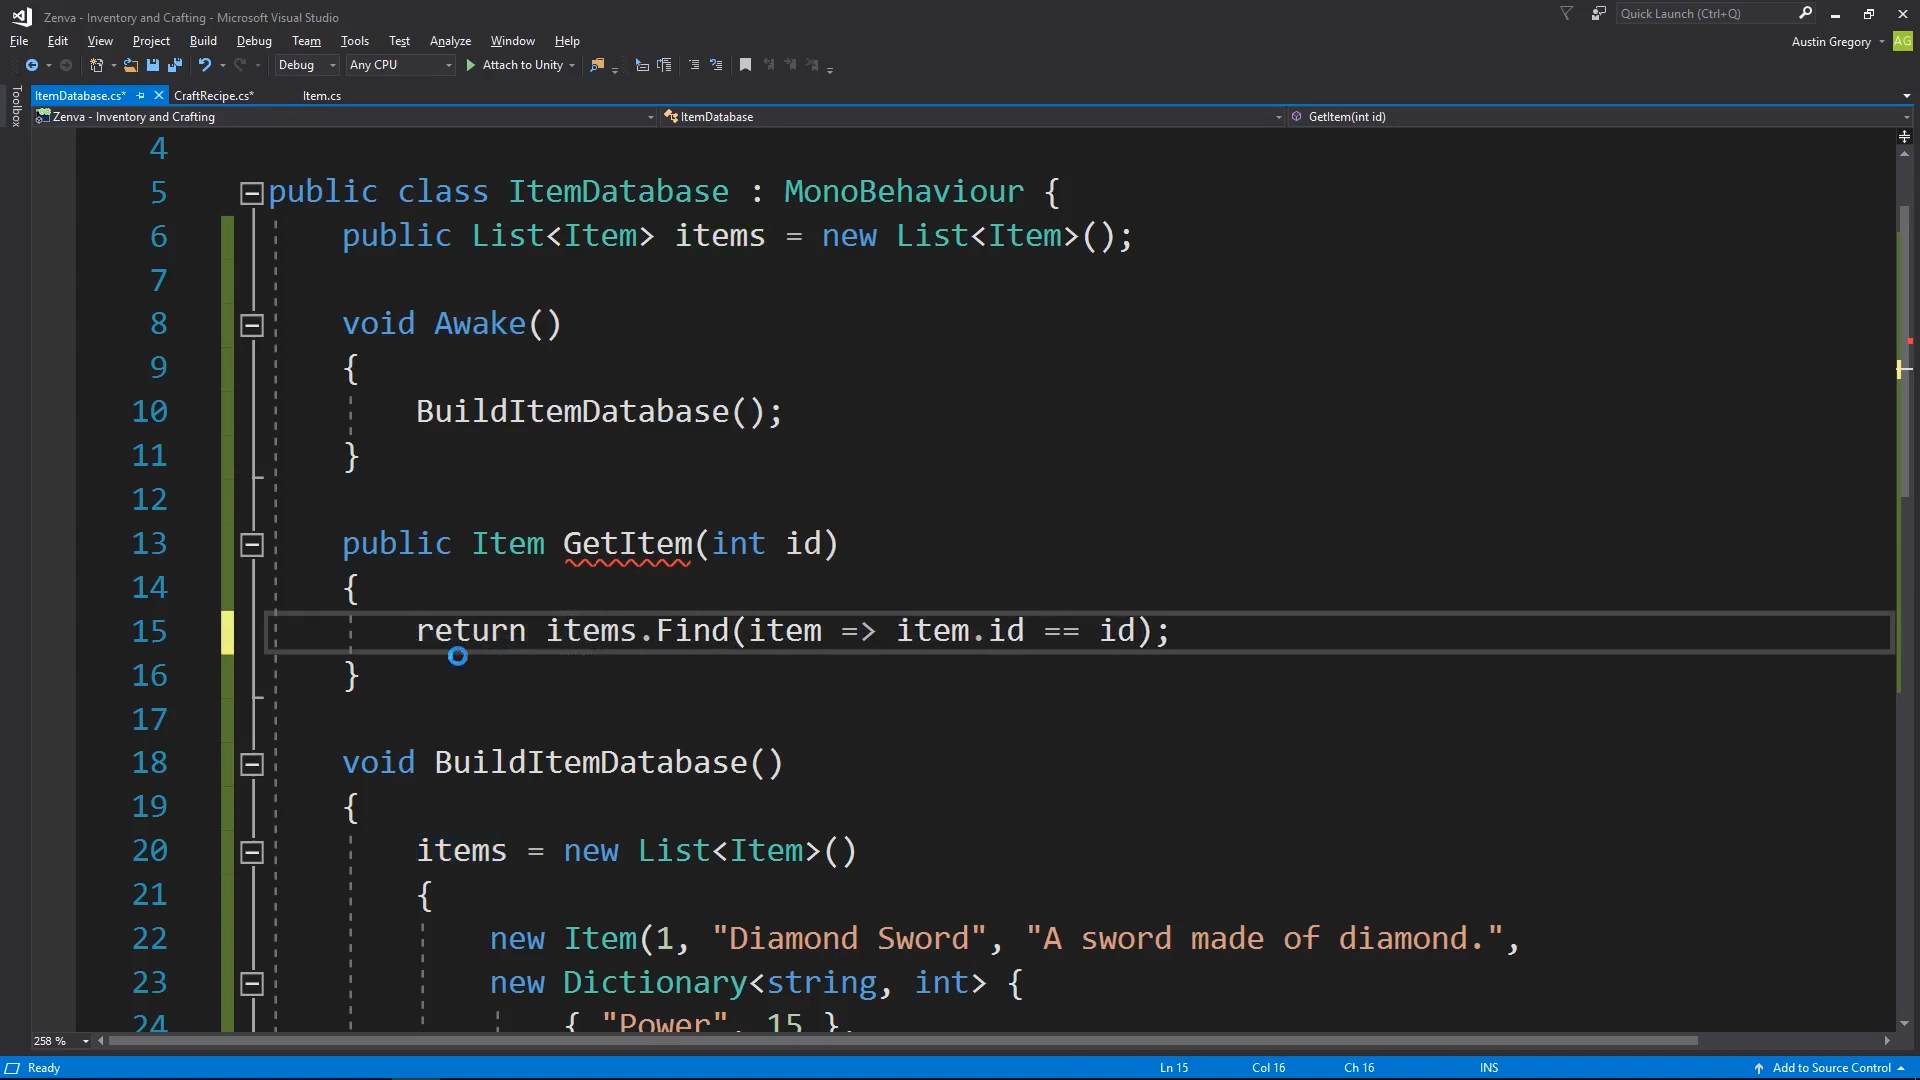 Zenva - Inventory and Crafting - Microsoft Visual Studio
Quick Launch (Ctrl+Q)
File Edit View Project Build Debug Team Tools Test Analyze Window Help
Austin Gregory AG
Debug Any CPU Attach to Unity
Toolbox
ItemDatabase.cs* CraftRecipe.cs* Item.cs
Zenva - Inventory and Crafting ItemDatabase GetItem(int id)
4
5 public class ItemDatabase : MonoBehaviour {
6 public List<Item> items = new List<Item>();
7
8 void Awake()
9 {
10 BuildItemDatabase();
11 }
12
13 public Item GetItem(int id)
14 {
15 return items.Find(item => item.id == id);
16 }
17
18 void BuildItemDatabase()
19 {
20 items = new List<Item>()
21 {
22 new Item(1, "Diamond Sword", "A sword made of diamond.",
23 new Dictionary<string, int> {
24 { "Power", 15 },
258 %
Ready Ln 15 Col 16 Ch 16 INS Add to Source Control